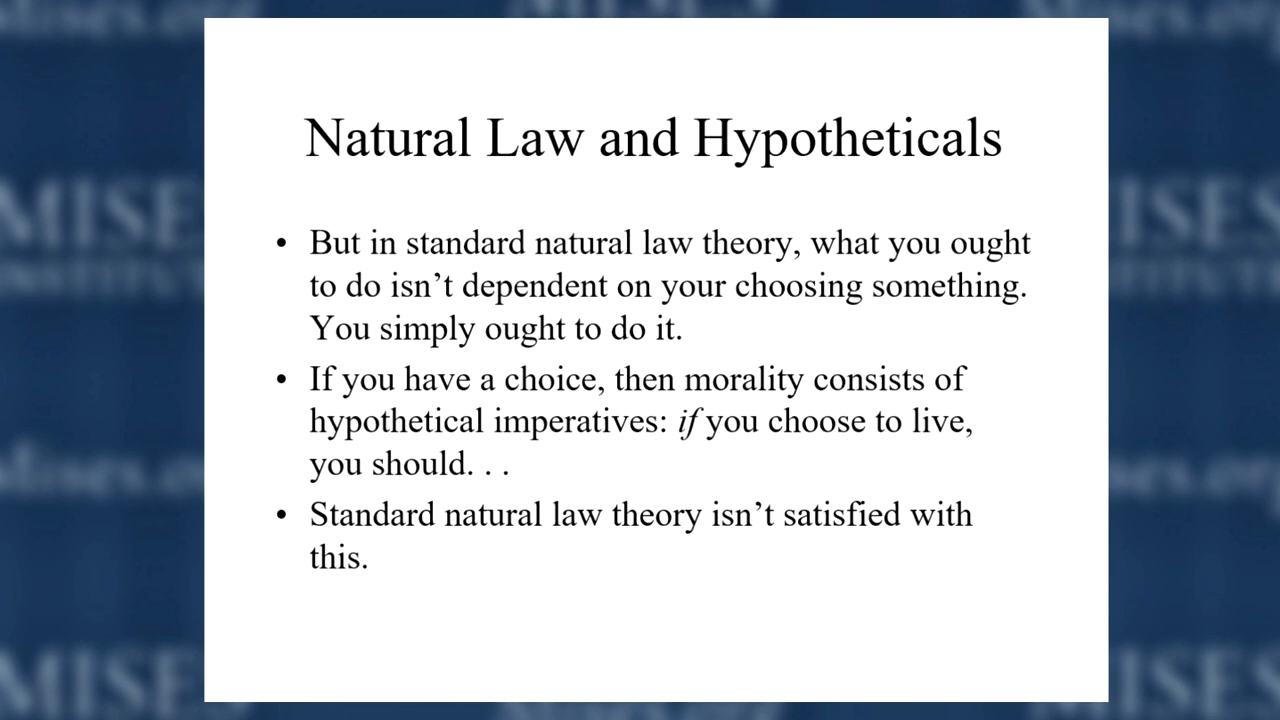 Natural Law and Hypotheticals
• But in standard natural law theory, what you ought
to do isn’t dependent on your choosing something.
You simply ought to do it.
• If you have a choice, then morality consists of
hypothetical imperatives: if you choose to live,
you should. . .
• Standard natural law theory isn’t satisfied with
this.